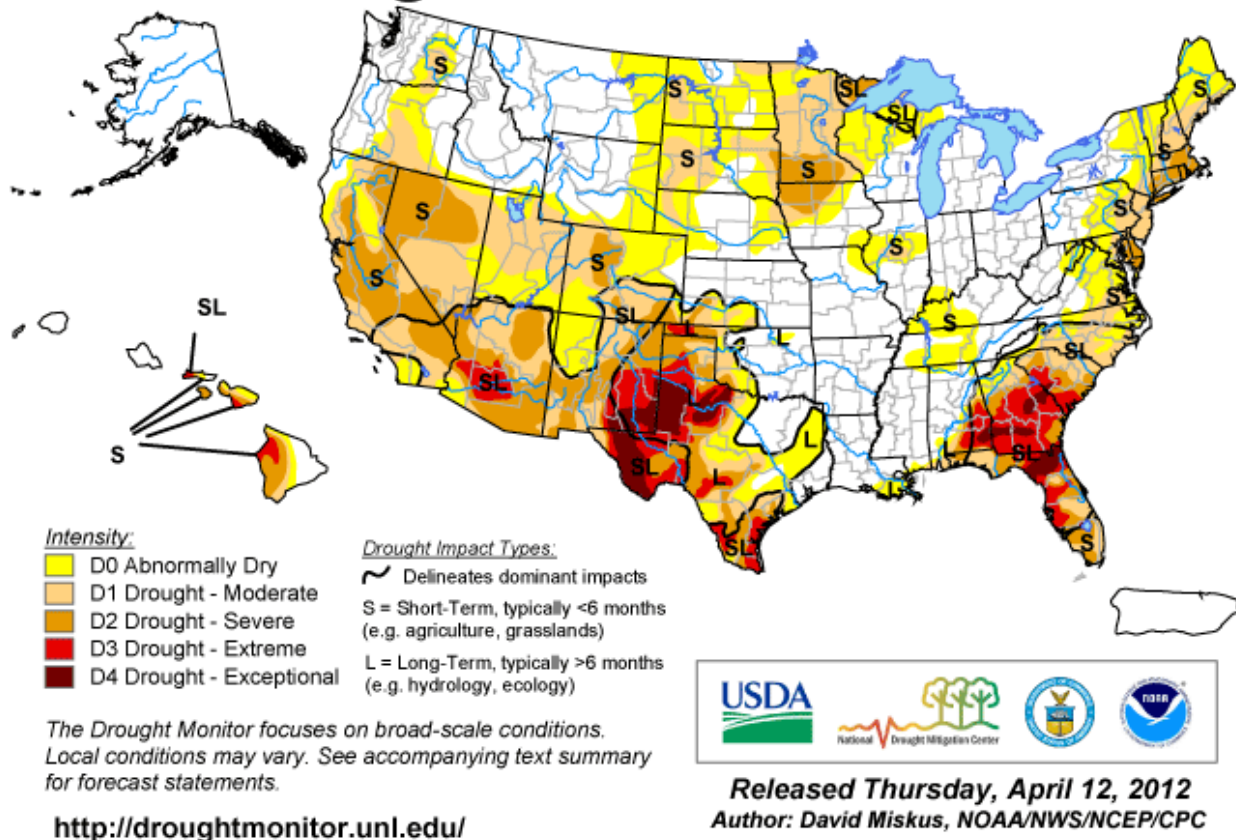 S
S
S
SL
S
S
S
S
S
S
S
S
S
SL
S
SL
L
S
L
SL
SL
S
L
L
SL
SL
L
L
S
SL
Intensity:
D0 Abnormally Dry
D1 Drought - Moderate
D2 Drought - Severe
D3 Drought - Extreme
D4 Drought - Exceptional
Drought Impact Types:
Delineates dominant impacts
S = Short-Term, typically <6 months
(e.g. agriculture, grasslands)
L = Long-Term, typically >6 months
(e.g. hydrology, ecology)
The Drought Monitor focuses on broad-scale conditions.
Local conditions may vary. See accompanying text summary
for forecast statements.
http://droughtmonitor.unl.edu/
USDA
National Drought Mitigation Center
NOAA
Released Thursday, April 12, 2012
Author: David Miskus, NOAA/NWS/NCEP/CPC